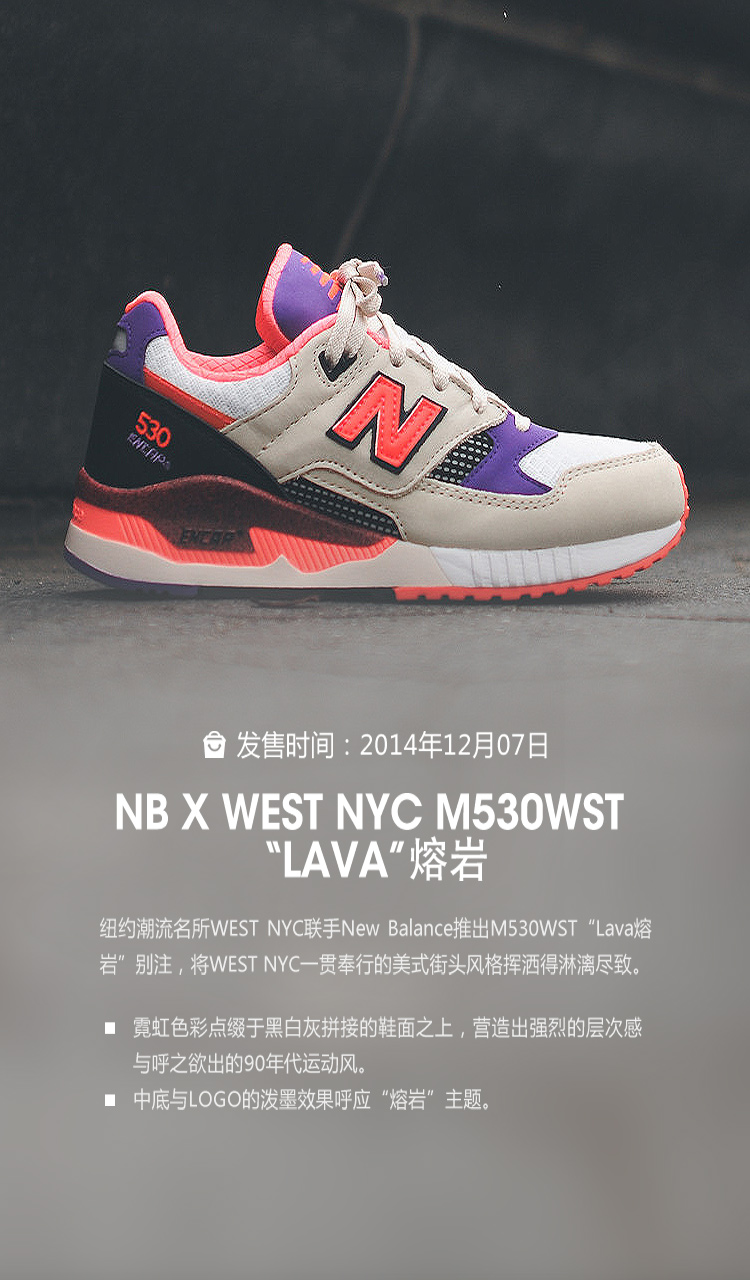 N
530
ENCAP
ENCAP
发售时间：2014年12月07日
NB X WEST NYC M530WST
“LAVA”熔岩
纽约潮流名所WEST NYC联手New Balance推出M530WST“Lava熔
岩”别注，将WEST NYC一贯奉行的美式街头风格挥洒得淋漓尽致。
■ 霓虹色彩点缀于黑白灰拼接的鞋面之上，营造出强烈的层次感
与呼之欲出的90年代运动风。
■ 中底与LOGO的泼墨效果呼应“熔岩”主题。